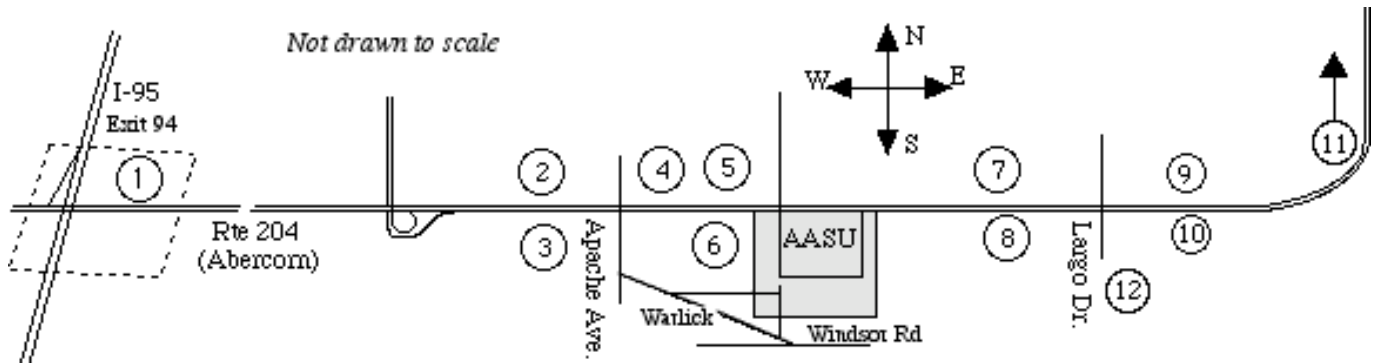 Not drawn to scale
N
W
E
S
I-95
Exit 94
1
2
4
5
7
9
11
Rte 204
(Abercorn)
3
6
AASU
8
10
12
Apache Ave.
Largo Dr.
Warlick
Windsor Rd